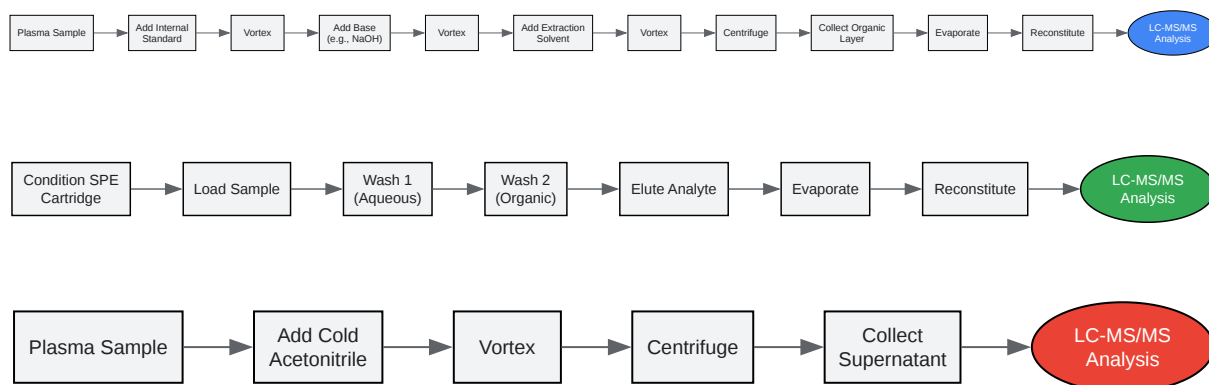 Plasma Sample
Add Internal
Standard
Vortex
Add Base
(e.g., NaOH)
Vortex
Add Extraction
Solvent
Vortex
Centrifuge
Collect Organic
Layer
Evaporate
Reconstitute
LC-MS/MS
Analysis
Condition SPE
Cartridge
Load Sample
Wash 1
(Aqueous)
Wash 2
(Organic)
Elute Analyte
Evaporate
Reconstitute
LC-MS/MS
Analysis
Plasma Sample
Add Cold
Acetonitrile
Vortex
Centrifuge
Collect
Supernatant
LC-MS/MS
Analysis